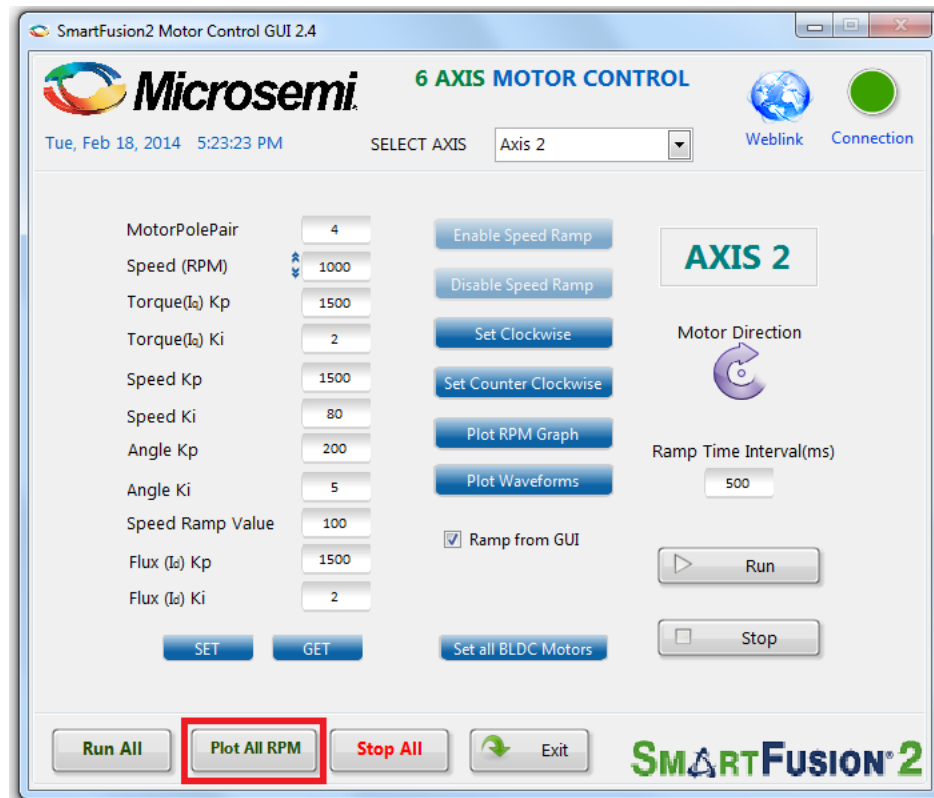 SmartFusion2 Motor Control GUI 2.4
Microsemi.
6 AXIS MOTOR CONTROL
Tue, Feb 18, 2014 5:23:23 PM
SELECT AXIS
Axis 2
Weblink
Connection
MotorPolePair 4
Speed (RPM) 1000
Torque(Iq) Kp 1500
Torque(Iq) Ki 2
Speed Kp 1500
Speed Ki 80
Angle Kp 200
Angle Ki 5
Speed Ramp Value 100
Flux (Id) Kp 1500
Flux (Id) Ki 2
SET
GET
Enable Speed Ramp
Disable Speed Ramp
Set Clockwise
Set Counter Clockwise
Plot RPM Graph
Plot Waveforms
Ramp from GUI
Set all BLDC Motors
AXIS 2
Motor Direction
Ramp Time Interval(ms)
500
Run
Stop
Run All
Plot All RPM
Stop All
Exit
SMARTFUSION®2